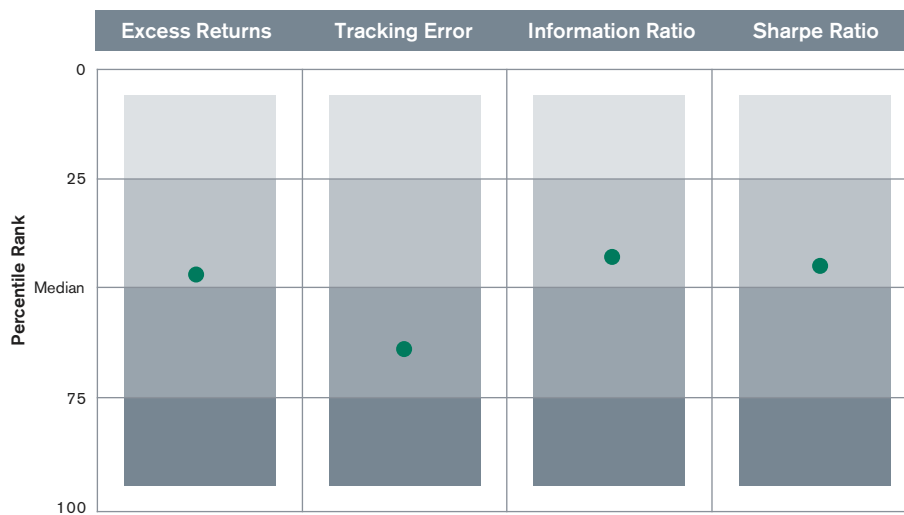 Excess Returns
Tracking Error
Information Ratio
Sharpe Ratio
Percentile Rank
0
25
Median
75
100